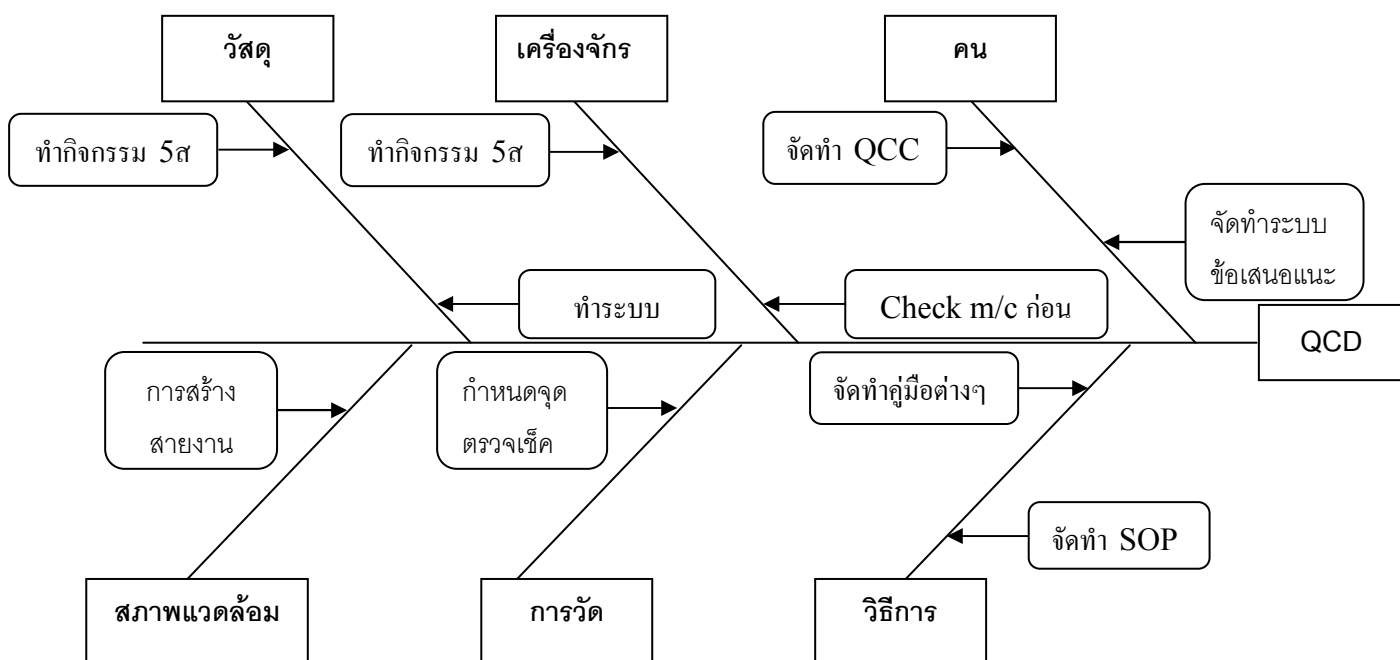 วัสดุ
เครื่องจักร
คน
ทำกิจกรรม 5ส
ทำกิจกรรม 5ส
จัดทำ QCC
จัดทำระบบ
ข้อเสนอแนะ
ทำระบบ
Check m/c ก่อน
QCD
การสร้าง
สายงาน
กำหนดจุด
ตรวจเช็ค
จัดทำคู่มือต่างๆ
จัดทำ SOP
สภาพแวดล้อม
การวัด
วิธีการ